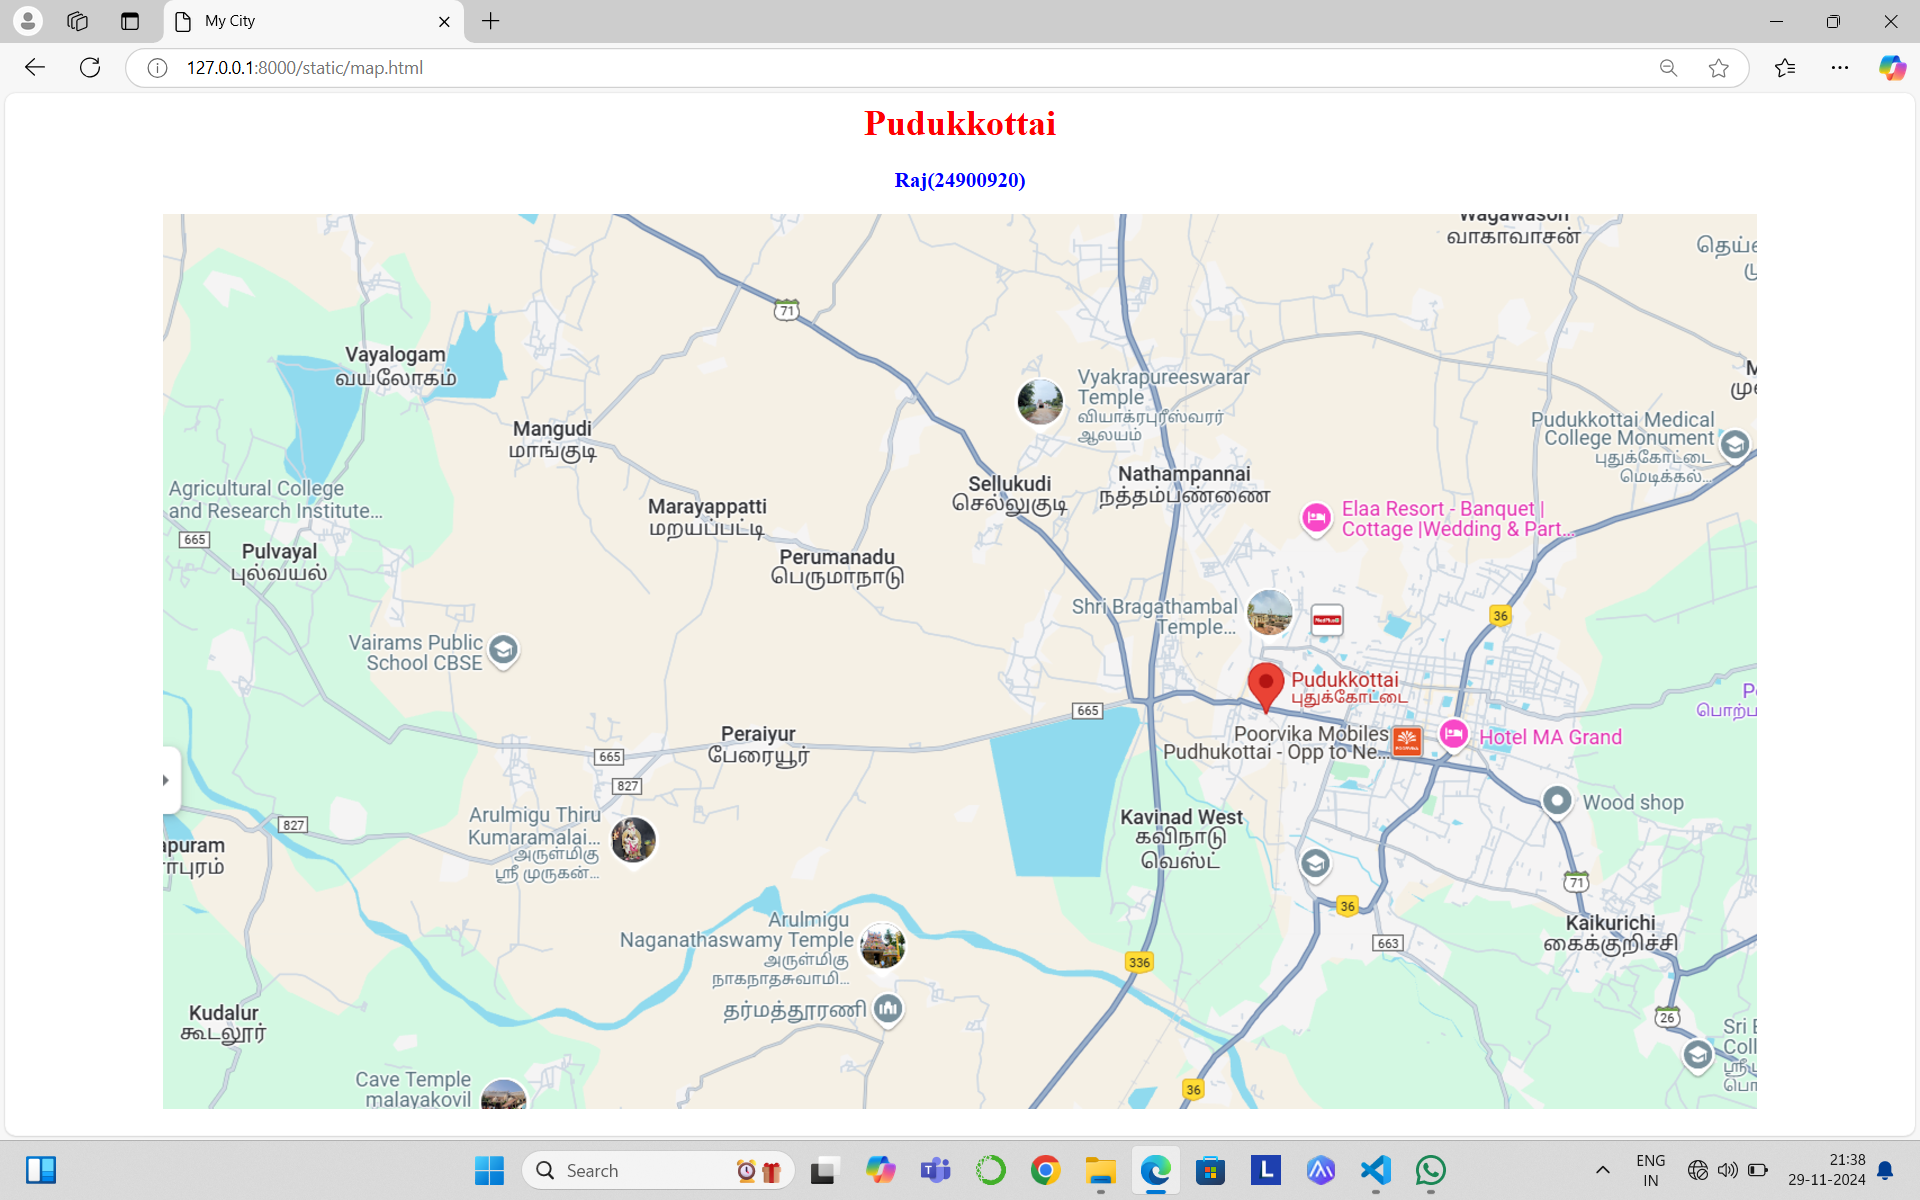 My City
127.0.0.1:8000/static/map.html
Pudukkottai
Raj(24900920)
வாகாவாசன்
71
Vayalogam
வயலோகம்
Vyakrapureeswarar
Temple
வியாக்ரபுரீஸ்வரர்
ஆலயம்
Mangudi
மாங்குடி
Pudukkottai Medical
College Monument
புதுக்கோட்டை
மெடிக்கல்...
Nathampannai
நத்தம்பண்ணை
Sellukudi
செல்லுகுடி
Agricultural College
and Research Institute...
Marayappatti
மறயப்பட்டி
Elaa Resort - Banquet |
Cottage |Wedding & Part...
665
Pulvayal
புல்வயல்
Perumanadu
பெருமாநாடு
Shri Bragathambal
Temple...
36
Vairams Public
School CBSE
Pudukkottai
புதுக்கோட்டை
665
Peraiyur
பேரையூர்
Poorvika Mobiles
Pudhukottai - Opp to Ne...
Hotel MA Grand
665
827
Wood shop
Arulmigu Thiru
Kumaramalai...
அருள்மிகு
ஸ்ரீ முருகன்...
827
Kavinad West
கவிநாடு
வெஸ்ட்
apuram
71
36
Arulmigu
Naganathaswamy Temple
அருள்மிகு
நாகநாதசுவாமி...
Kaikurichi
கைக்குறிச்சி
663
336
தர்மத்தூரணி
Kudalur
கூடலூர்
26
Cave Temple
malayakovil
36
Search
ENG
IN
21:38
29-11-2024